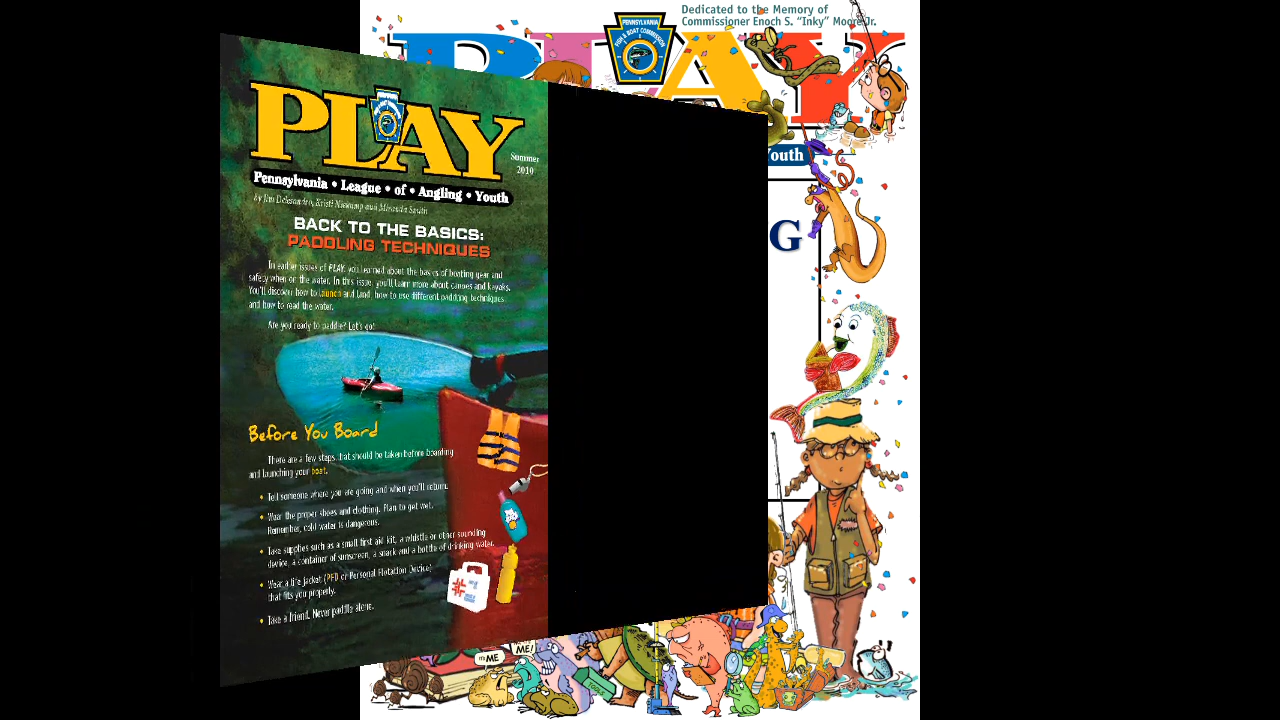 Dedicated to the Memory of
Commissioner Enoch S. "Inky" Moore Jr.
PLAY
PENNSYLVANIA
FISH & BOAT COMMISSION
outh
G
PLAY
Summer
2010
Pennsylvania • League • of • Angling • Youth
by
BACK TO THE BASICS:
PADDLING TECHNIQUES
In earlier issues of PLAY, you learned about the basics of boating gear and
safety when on the water. In this issue, you'll learn more about canoes and kayaks.
You'll discover how to launch and land, how to use different paddling techniques
and how to read the water.
Are you ready to paddle? Let's go!
Before You Board
There are a few steps that should be taken before boarding
and launching your boat.
• Tell someone where you are going and when you'll return.
• Wear the proper shoes and clothing. Plan to get wet.
Remember, cold water is dangerous.
• Take supplies such as a small first aid kit, a whistle or other sounding
device, a container of sunscreen, a snack and a bottle of drinking water.
• Wear a life jacket (PFD or Personal Flotation Device)
that fits your properly.
• Take a friend. Never paddle alone.
ME
ME!